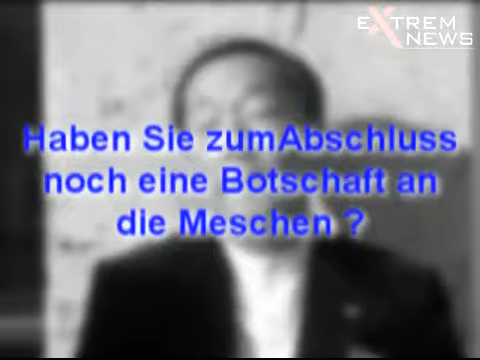 EXTREM
NEWS
Haben Sie zumAbschluss
noch eine Botschaft an
die Meschen ?